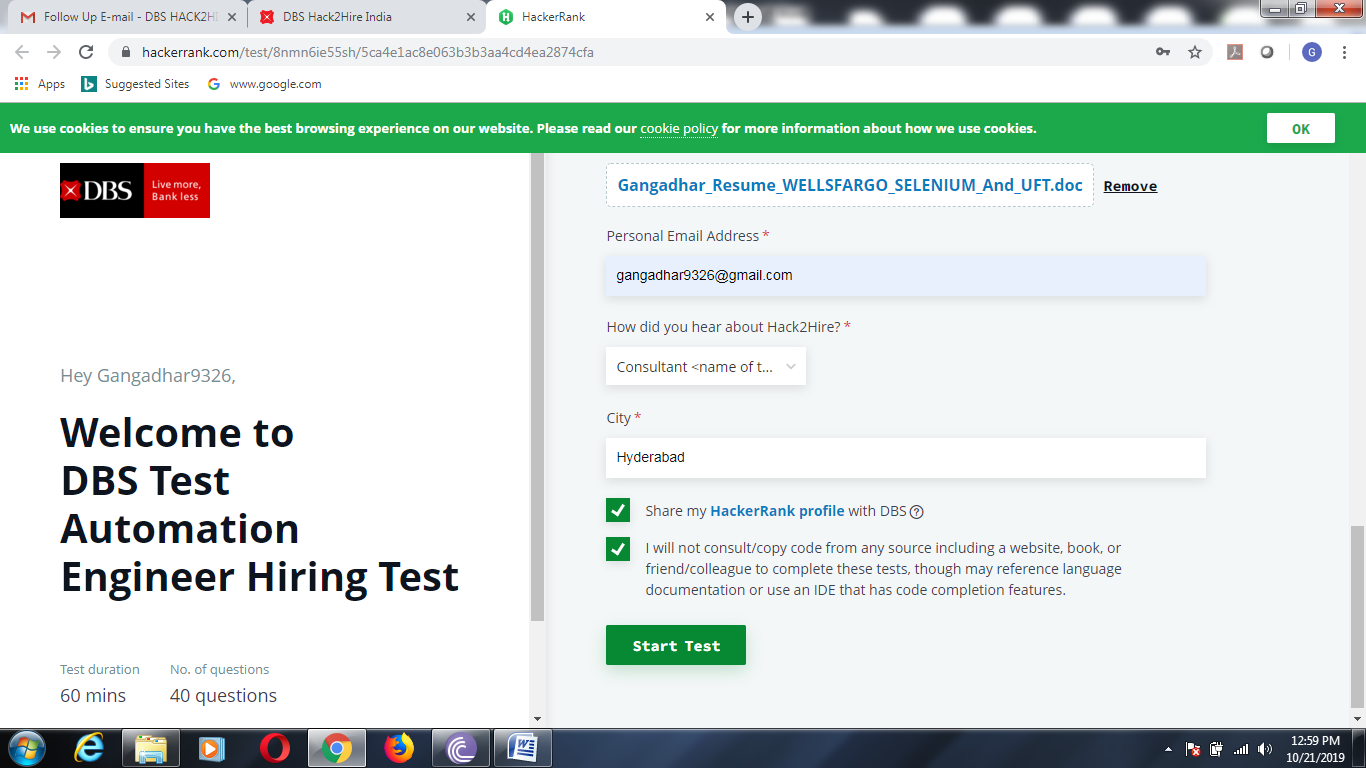 Follow Up E-mail - DBS HACK2HI
DBS Hack2Hire India
HackerRank
hackerrank.com/test/8nmn6ie55sh/5ca4e1ac8e063b3b3aa4cd4ea2874cfa
G
Apps
Suggested Sites
www.google.com
We use cookies to ensure you have the best browsing experience on our website. Please read our cookie policy for more information about how we use cookies.
OK
DBS
Live more,
Bank less
Hey Gangadhar9326,
Welcome to
DBS Test
Automation
Engineer Hiring Test
Test duration
No. of questions
60 mins
40 questions
Gangadhar_Resume_WELLSFARGO_SELENIUM_And_UFT.doc
Remove
Personal Email Address *
gangadhar9326@gmail.com
How did you hear about Hack2Hire? *
Consultant <name of t...
City *
Hyderabad
Share my HackerRank profile with DBS
I will not consult/copy code from any source including a website, book, or
friend/colleague to complete these tests, though may reference language
documentation or use an IDE that has code completion features.
Start Test
12:59 PM
10/21/2019